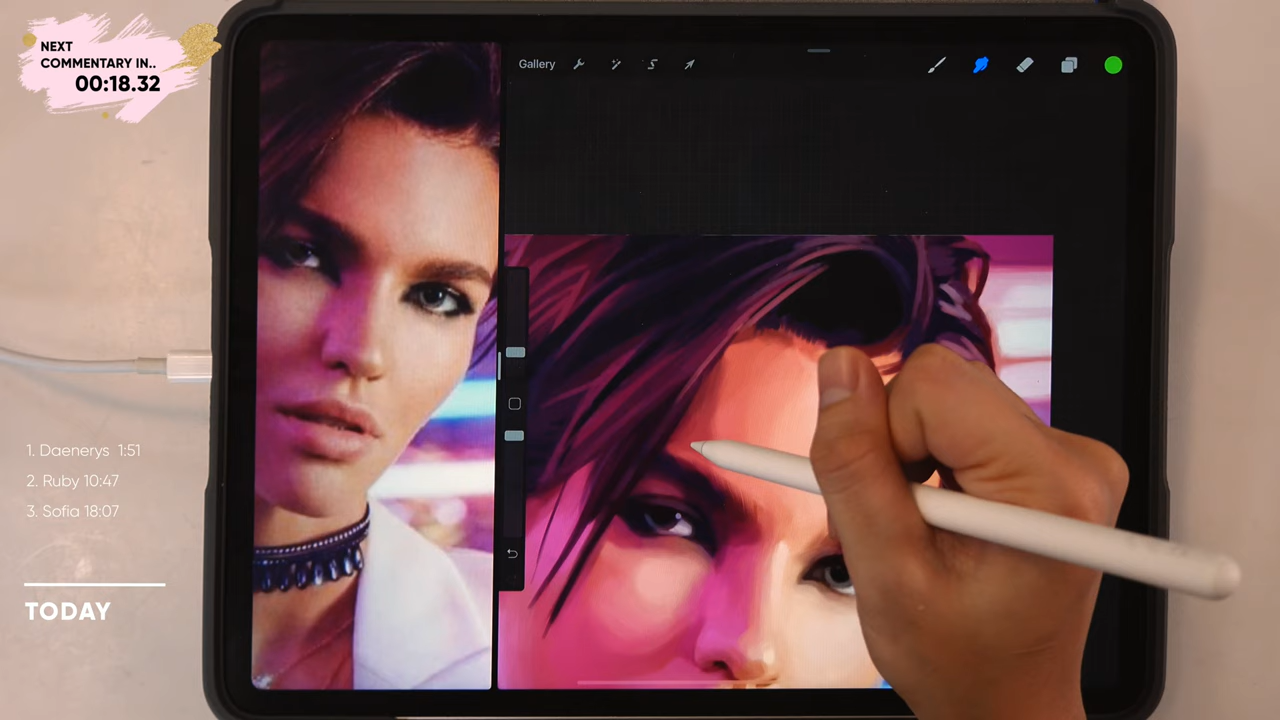 NEXT
COMMENTARY IN..
00:18.32
Gallery
1. Daenerys 1:51
2. Ruby 10:47
3. Sofia 18:07
TODAY